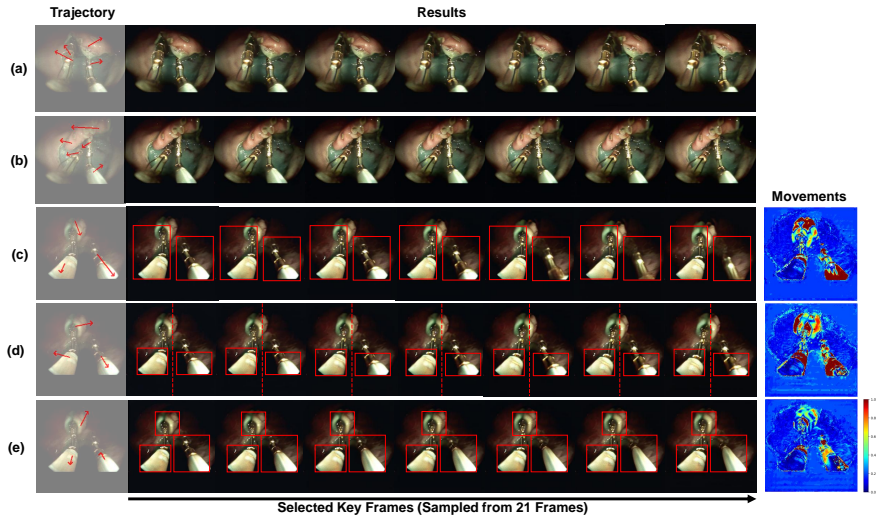 Trajectory
Results
(a)
(b)
Movements
(c)
(d)
(e)
1.0
0.8
0.6
0.4
0.2
0.0
Selected Key Frames (Sampled from 21 Frames)